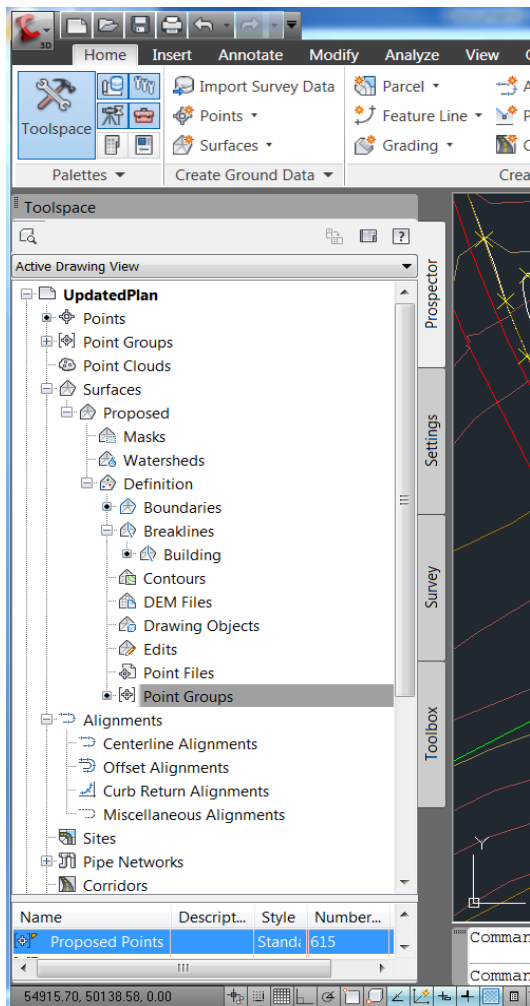 3D
Home Insert Annotate Modify Analyze View
Toolspace
Import Survey Data
Points
Surfaces
Parcel
Feature Line
Grading
Palettes
Create Ground Data
Crea
Toolspace
Active Drawing View
UpdatedPlan
Points
Point Groups
Point Clouds
Surfaces
Proposed
Masks
Watersheds
Definition
Boundaries
Breaklines
Building
Contours
DEM Files
Drawing Objects
Edits
Point Files
Point Groups
Alignments
Centerline Alignments
Offset Alignments
Curb Return Alignments
Miscellaneous Alignments
Sites
Pipe Networks
Corridors
Prospector
Settings
Survey
Toolbox
Name Descript... Style Number...
Proposed Points Standa 615
Y
Comman
Comman
54915.70, 50138.58, 0.00